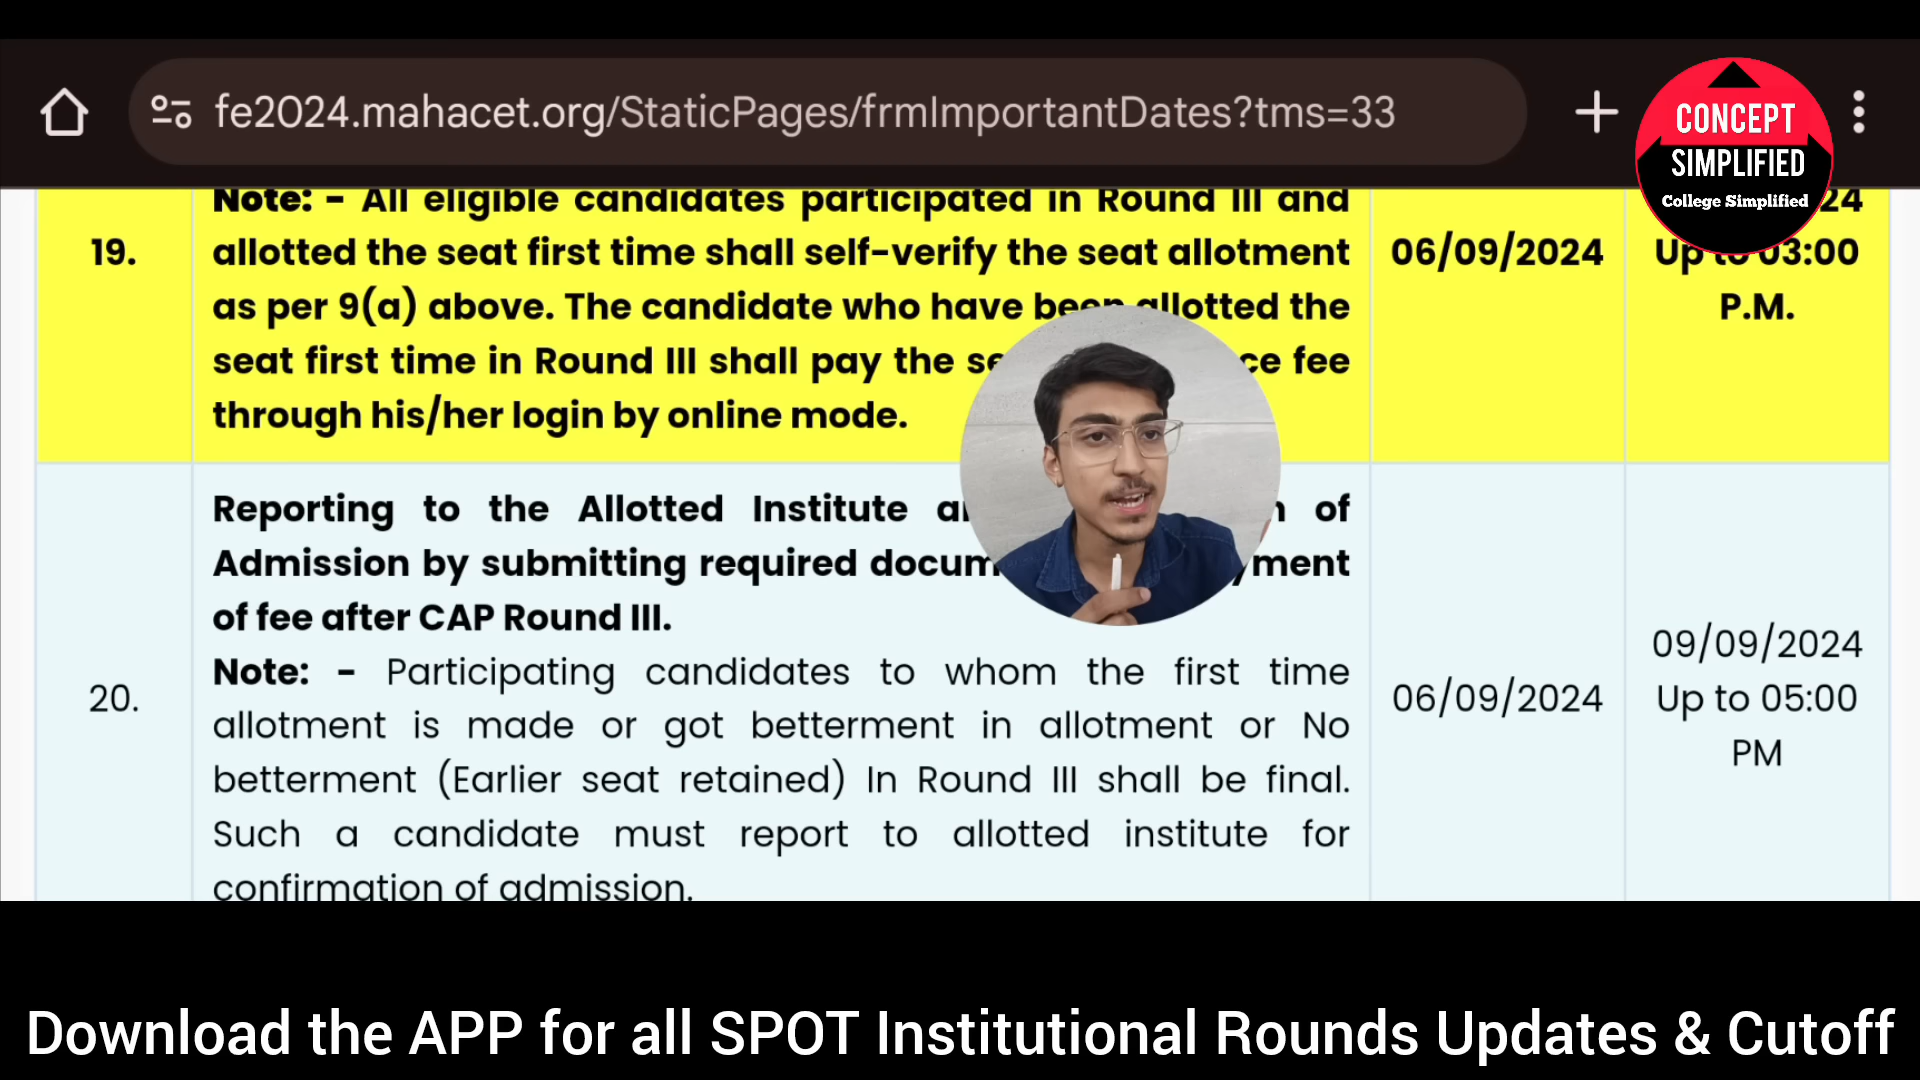 fe2024.mahacet.org/StaticPages/frmImportantDates?tms=33
CONCEPT
SIMPLIFIED
College Simplified
Note: - All eligible candidates participated in Round III and
allotted the seat first time shall self-verify the seat allotment
as per 9(a) above. The candidate who have been allotted the
seat first time in Round III shall pay the fee
through his/her login by online mode.
19.
06/09/2024
24
Up to 03:00
P.M.
Reporting to the Allotted Institute of
Admission by submitting required
of fee after CAP Round III.
Note: - Participating candidates to whom the first time
allotment is made or got betterment in allotment or No
betterment (Earlier seat retained) In Round III shall be final.
Such a candidate must report to allotted institute for
confirmation of admission.
20.
06/09/2024
09/09/2024
Up to 05:00
PM
Download the APP for all SPOT Institutional Rounds Updates & Cutoff